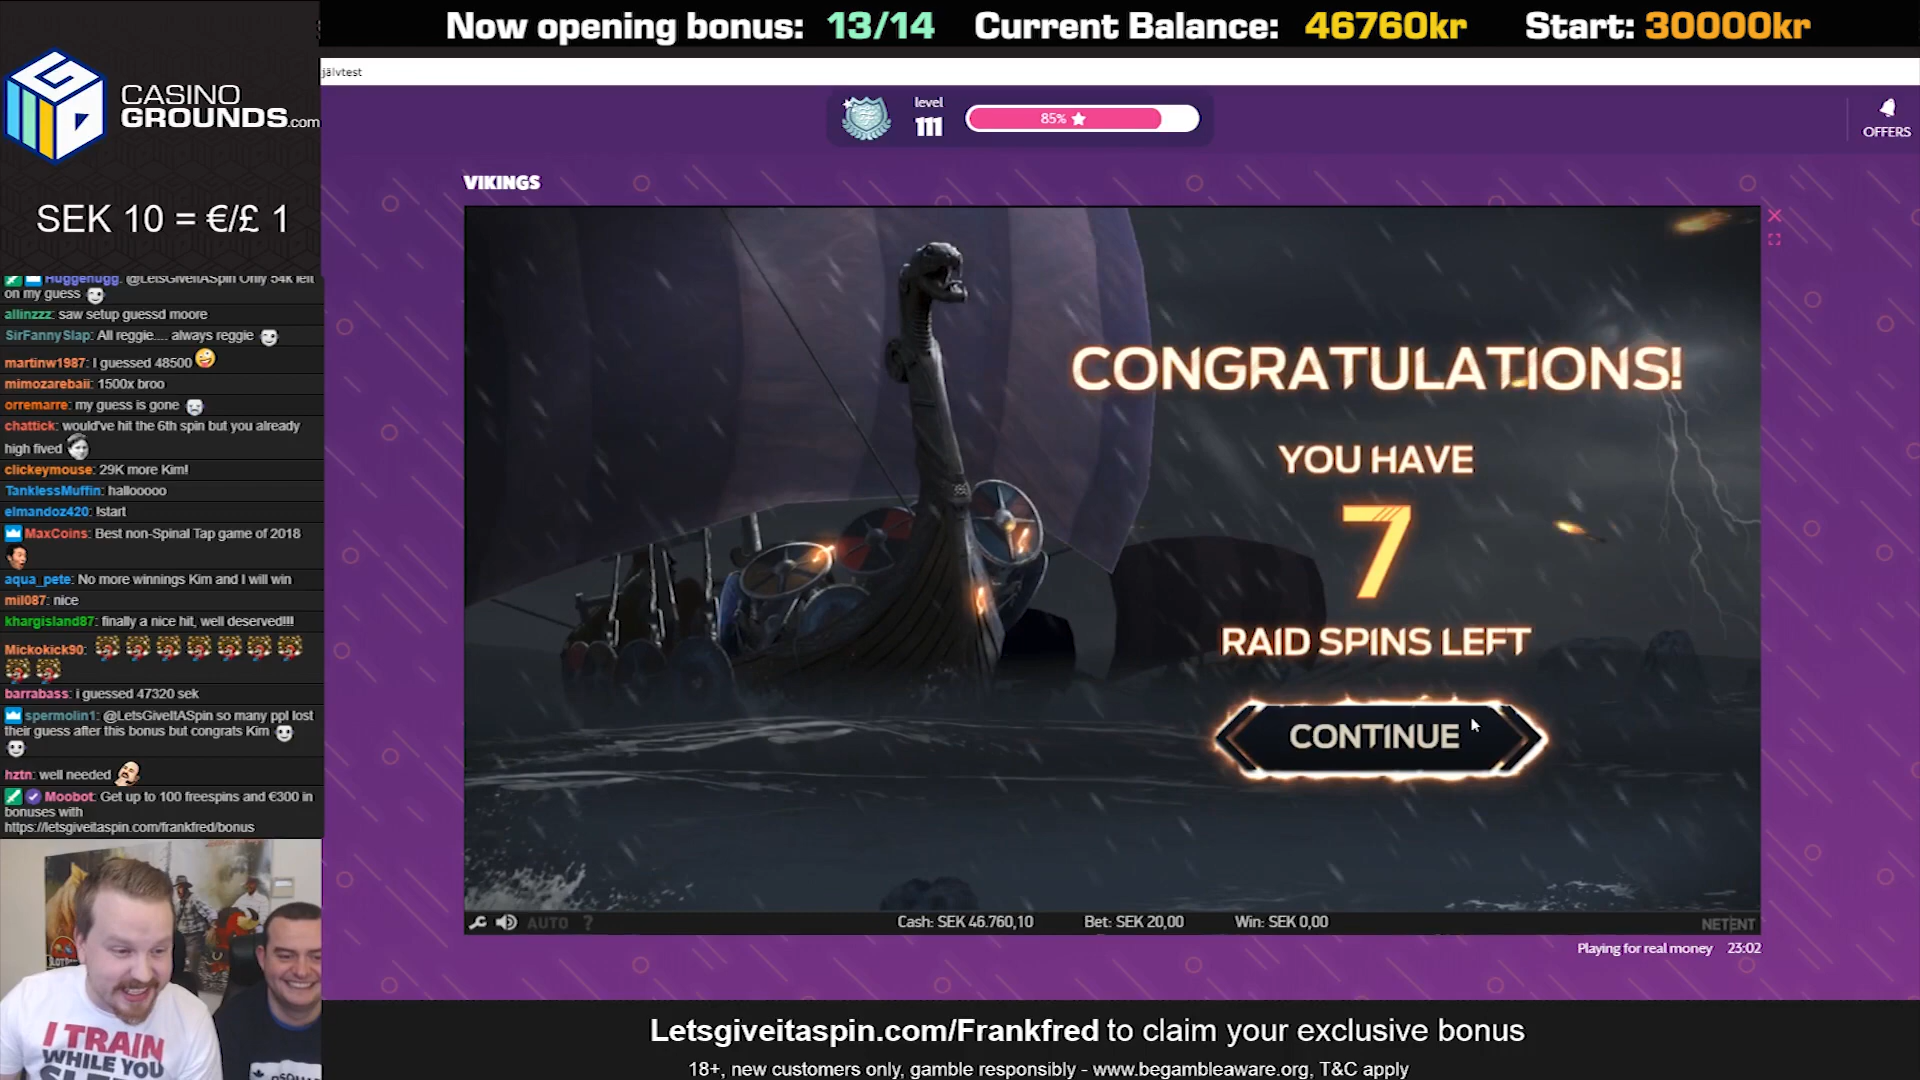 Now opening bonus: 13/14 Current Balance: 46760kr Start: 30000kr
CASINO
GROUNDS.com
SEK 10 = €/£ 1
jälvtest
level
111
85%
OFFERS
VIKINGS
Huggehugg: @LetsGiveItASpin Only 54k left
on my guess
allinzzz: saw setup guessd moore
SirFannySlap: All reggie.... always reggie
martinw1987: I guessed 48500
mimozarebaii: 1500x broo
orremarre: my guess is gone
chattick: would've hit the 6th spin but you already
high fived
clickeymouse: 29K more Kim!
TanklessMuffin: hallooooo
elmandoz420: !start
MaxCoins: Best non-Spinal Tap game of 2018
aqua_pete: No more winnings Kim and I will win
mil087: nice
khargisland87: finally a nice hit, well deserved!!!
Mickokick90:
barrabass: i guessed 47320 sek
spermolin1: @LetsGiveItASpin so many ppl lost
their guess after this bonus but congrats Kim
hztn: well needed
Moobot: Get up to 100 freespins and €300 in
bonuses with
https://letsgiveitaspin.com/frankfred/bonus
CONGRATULATIONS!
YOU HAVE
7
RAID SPINS LEFT
CONTINUE
AUTO ? Cash: SEK 46.760,10 Bet: SEK 20,00 Win: SEK 0,00 NETENT
Playing for real money 23:02
I TRAIN
WHILE YOU
Letsgiveitaspin.com/Frankfred to claim your exclusive bonus
18+, new customers only, gamble responsibly - www.begambleaware.org, T&C apply